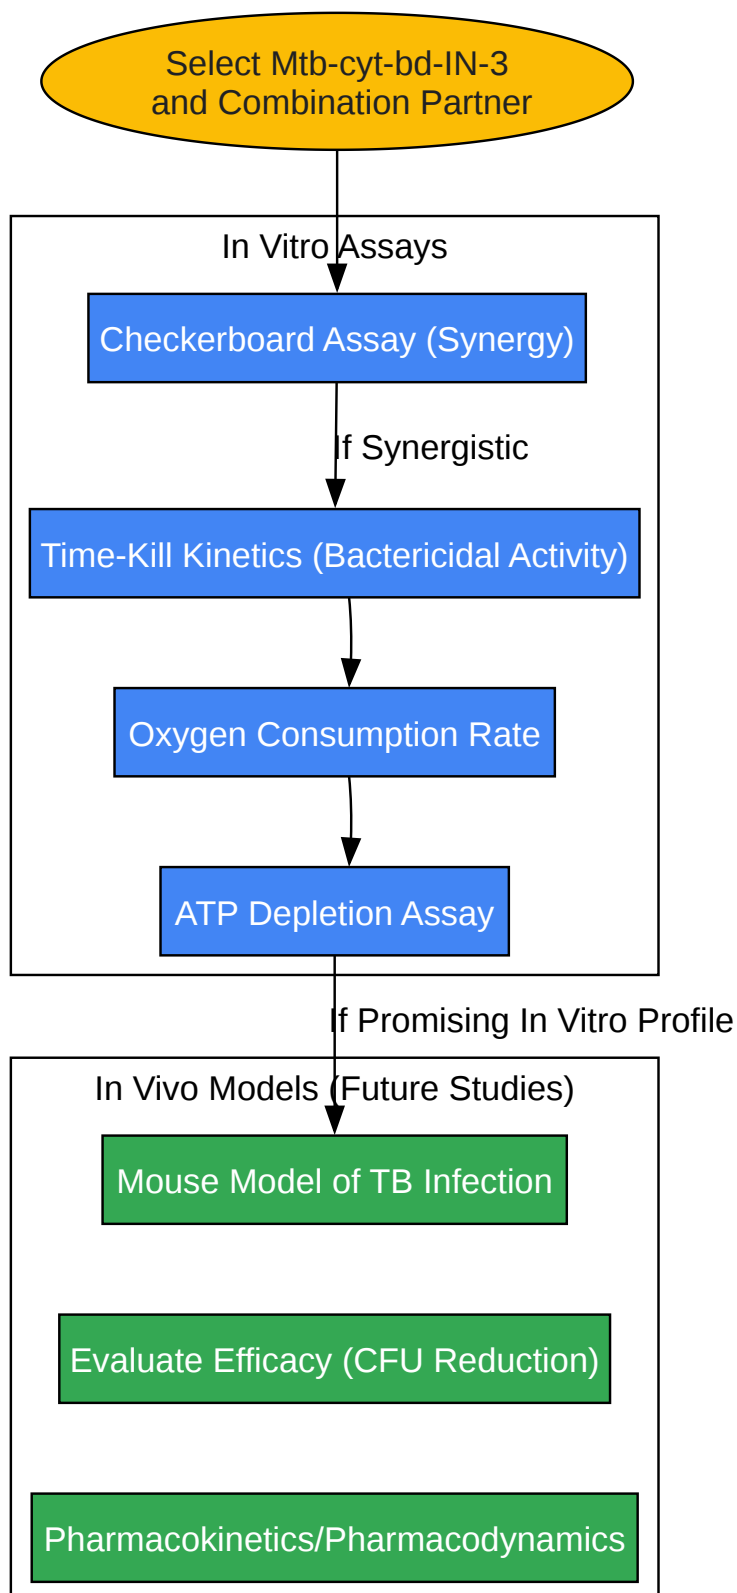 Select Mtb-cyt-bd-IN-3
and Combination Partner
In Vitro Assays
Checkerboard Assay (Synergy)
If Synergistic
Time-Kill Kinetics (Bactericidal Activity)
Oxygen Consumption Rate
ATP Depletion Assay
If Promising In Vitro Profile
In Vivo Models (Future Studies)
Mouse Model of TB Infection
Evaluate Efficacy (CFU Reduction)
Pharmacokinetics/Pharmacodynamics